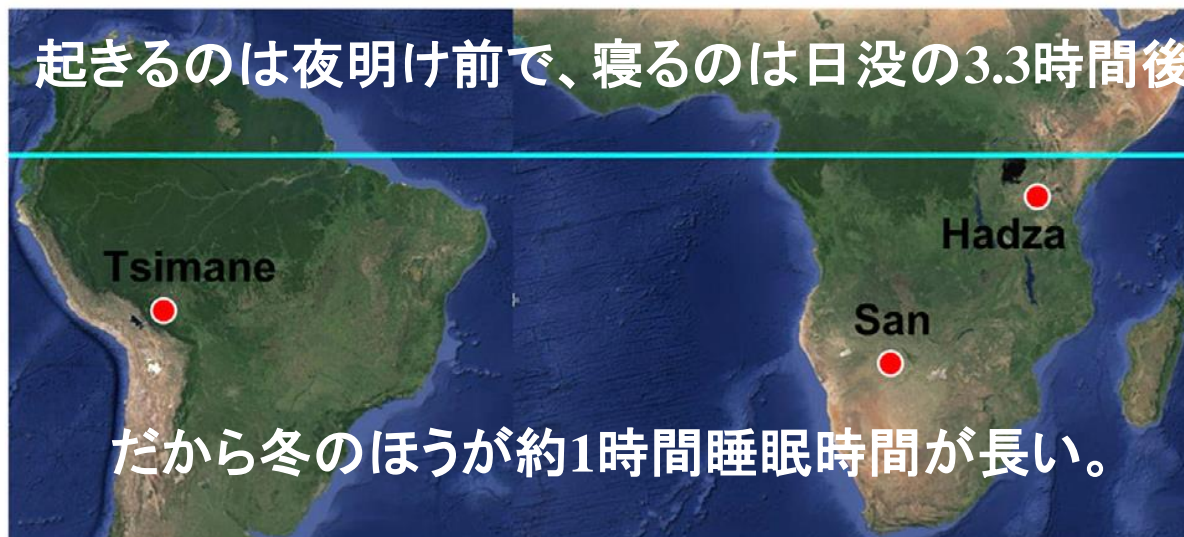 起きるのは夜明け前で、寝るのは日没の3.3時間後
Hadza
Tsimane
San
だから冬のほうが約1時間睡眠時間が長い。